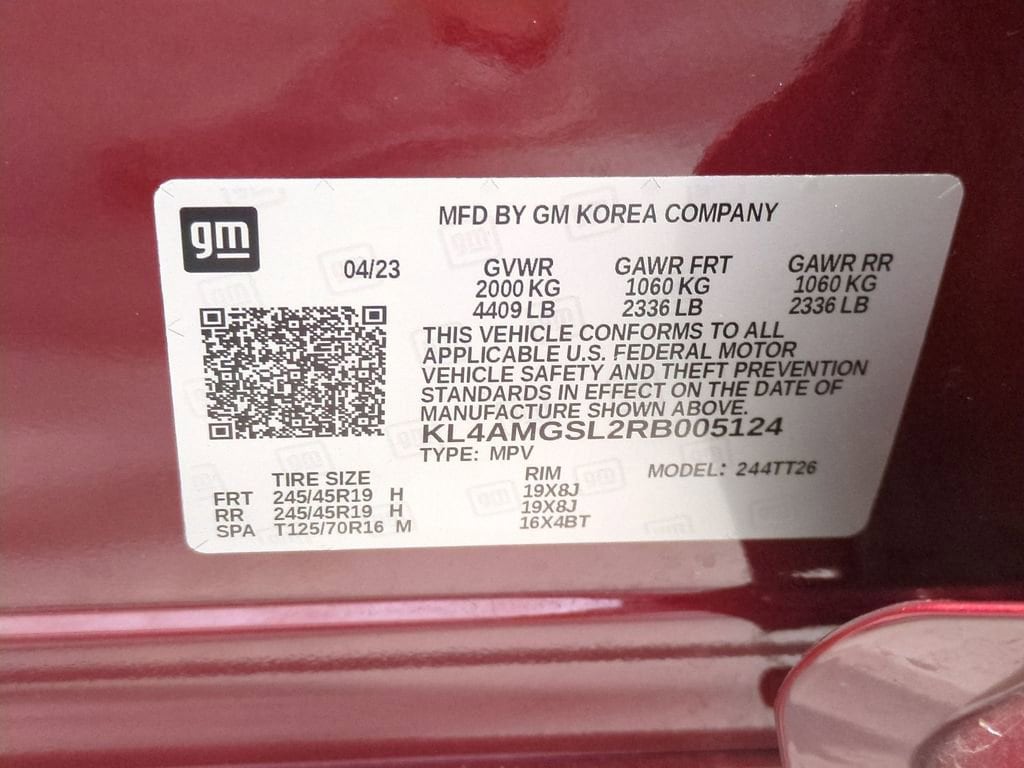 gm
MFD BY GM KOREA COMPANY
04/23
GVWR GAWR FRT GAWR RR
2000 KG 1060 KG 1060 KG
4409 LB 2336 LB 2336 LB
THIS VEHICLE CONFORMS TO ALL
APPLICABLE U.S. FEDERAL MOTOR
VEHICLE SAFETY AND THEFT PREVENTION
STANDARDS IN EFFECT ON THE DATE OF
MANUFACTURE SHOWN ABOVE.
KL4AMGSL2RB005124
TYPE: MPV
TIRE SIZE RIM MODEL: 244TT26
FRT 245/45R19 H 19X8J
RR 245/45R19 H 19X8J
SPA T125/70R16 M 16X4BT